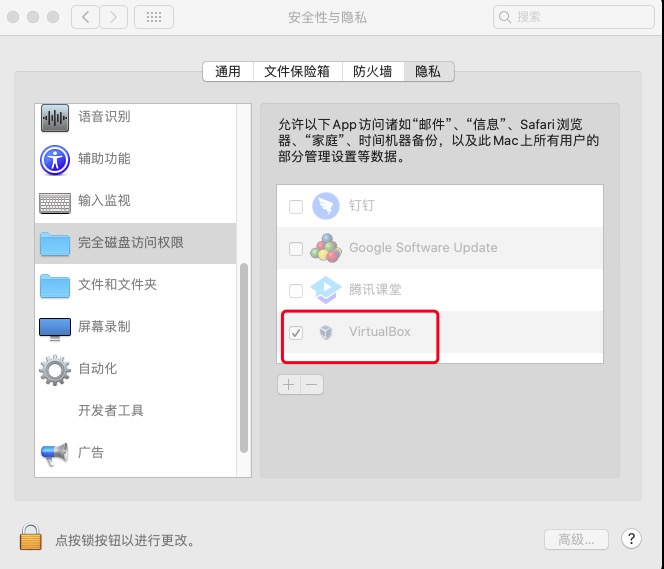 安全性与隐私
搜索
通用
文件保险箱
防火墙
隐私
语音识别
辅助功能
输入监视
完全磁盘访问权限
文件和文件夹
屏幕录制
自动化
开发者工具
广告
允许以下App访问诸如“邮件”、“信息”、Safari浏览
器、“家庭”、时间机器备份，以及此Mac上所有用户的
部分管理设置等数据。
钉钉
Google Software Update
腾讯课堂
VirtualBox
点按锁按钮以进行更改。
高级...
?